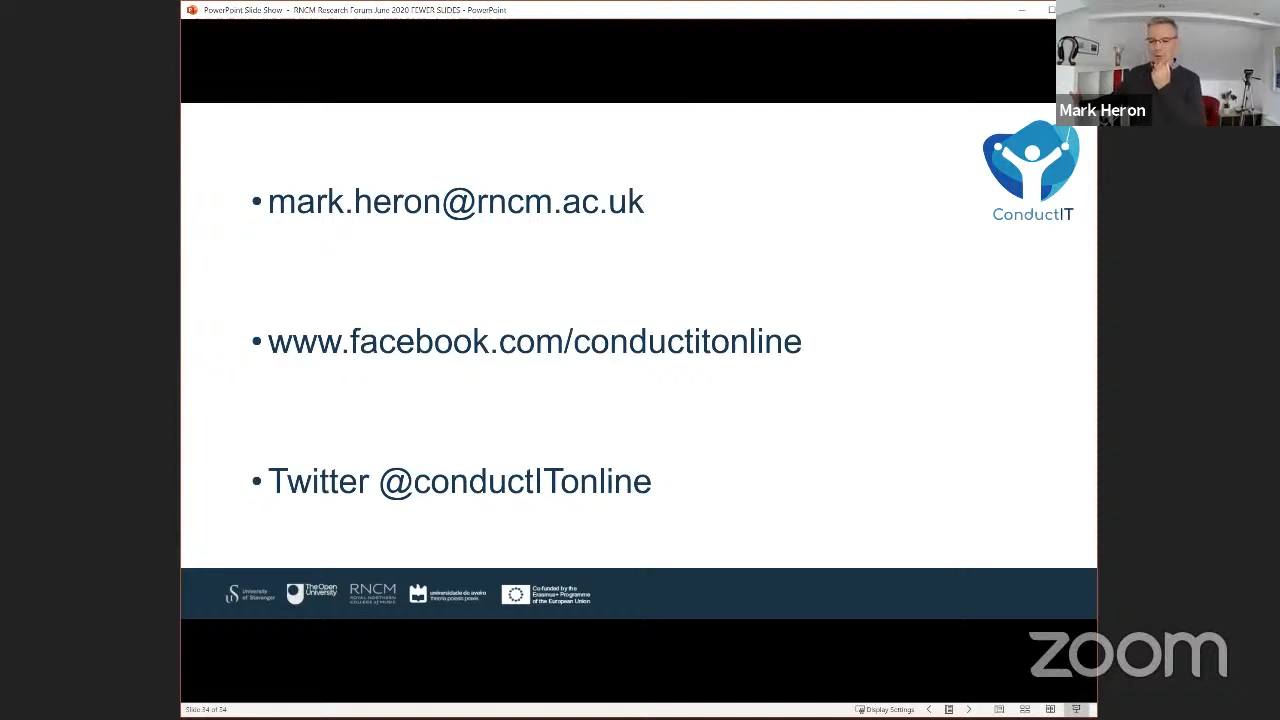 PowerPoint Slide Show - RNCM Research Forum June 2020 FEWER SLIDES - PowerPoint
Mark Heron
ConductIT
• mark.heron@rncm.ac.uk
• www.facebook.com/conductitonline
• Twitter @conductITonline
University of Stavanger
The Open University
RNCM
ROYAL NORTHERN COLLEGE of MUSIC
universidade de aveiro
theoria poiesis praxis
Co-funded by the
Erasmus+ Programme
of the European Union
zoom
Slide 34 of 34
Display Settings